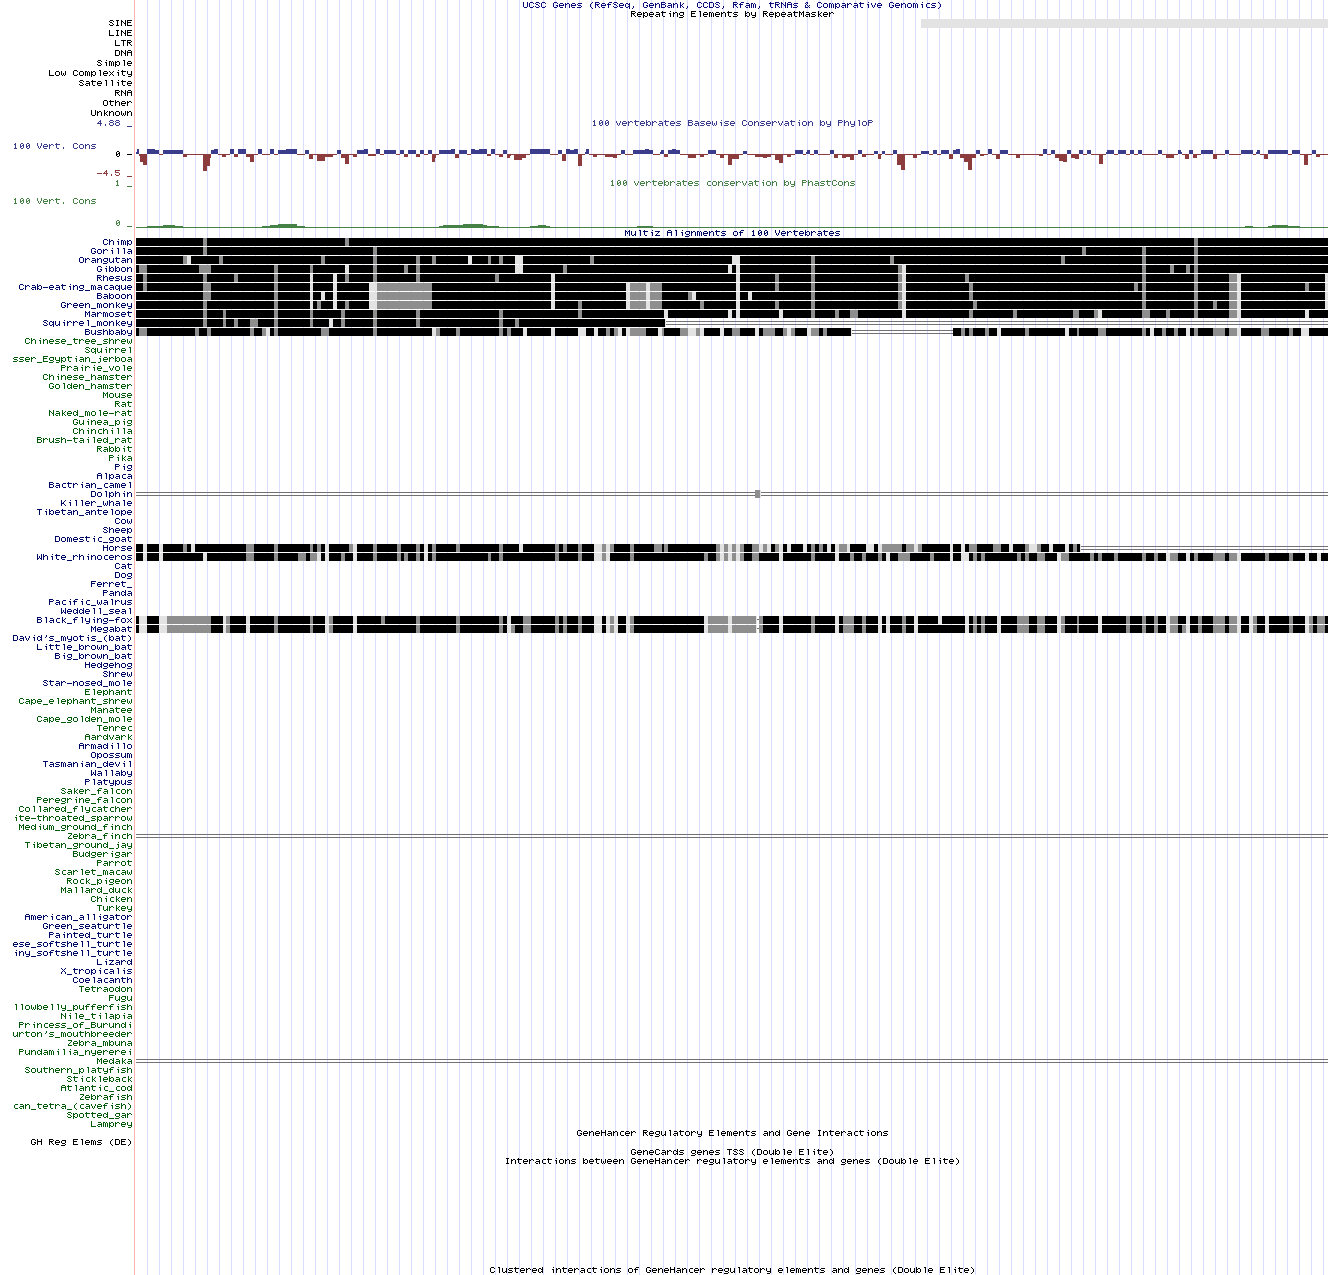 UCSC Genes (RefSeq, GenBank, CCDS, Rfam, tRNAs & Comparative Genomics)
Repeating Elements by RepeatMasker
SINE
LINE
LTR
DNA
Simple
Low Complexity
Satellite
RNA
Other
Unknown
100 vertebrates Basewise Conservation by PhyloP
4.88 _
100 Vert. Cons
0 _
-4.5 _
100 vertebrates conservation by PhastCons
1 _
100 Vert. Cons
0 _
Multiz Alignments of 100 Vertebrates
Chimp
Gorilla
Orangutan
Gibbon
Rhesus
Crab-eating_macaque
Baboon
Green_monkey
Marmoset
Squirrel_monkey
Bushbaby
Chinese_tree_shrew
Squirrel
sser_Egyptian_jerboa
Prairie_vole
Chinese_hamster
Golden_hamster
Mouse
Rat
Naked_mole-rat
Guinea_pig
Chinchilla
Brush-tailed_rat
Rabbit
Pika
Pig
Alpaca
Bactrian_camel
Dolphin
Killer_whale
Tibetan_antelope
Cow
Sheep
Domestic_goat
Horse
White_rhinoceros
Cat
Dog
Ferret_
Panda
Pacific_walrus
Weddell_seal
Black_flying-fox
Megabat
David's_myotis_(bat)
Little_brown_bat
Big_brown_bat
Hedgehog
Shrew
Star-nosed_mole
Elephant
Cape_elephant_shrew
Manatee
Cape_golden_mole
Tenrec
Aardvark
Armadillo
Opossum
Tasmanian_devil
Wallaby
Platypus
Saker_falcon
Peregrine_falcon
Collared_flycatcher
ite-throated_sparrow
Medium_ground_finch
Zebra_finch
Tibetan_ground_jay
Budgerigar
Parrot
Scarlet_macaw
Rock_pigeon
Mallard_duck
Chicken
Turkey
American_alligator
Green_seaturtle
Painted_turtle
ese_softshell_turtle
iny_softshell_turtle
Lizard
X_tropicalis
Coelacanth
Tetraodon
Fugu
llowbelly_pufferfish
Nile_tilapia
Princess_of_Burundi
urton's_mouthbreeder
Zebra_mbuna
Pundamilia_nyererei
Medaka
Southern_platyfish
Stickleback
Atlantic_cod
Zebrafish
can_tetra_(cavefish)
Spotted_gar
Lamprey
GeneHancer Regulatory Elements and Gene Interactions
GH Reg Elems (DE)
GeneCards genes TSS (Double Elite)
Interactions between GeneHancer regulatory elements and genes (Double Elite)
Clustered interactions of GeneHancer regulatory elements and genes (Double Elite)